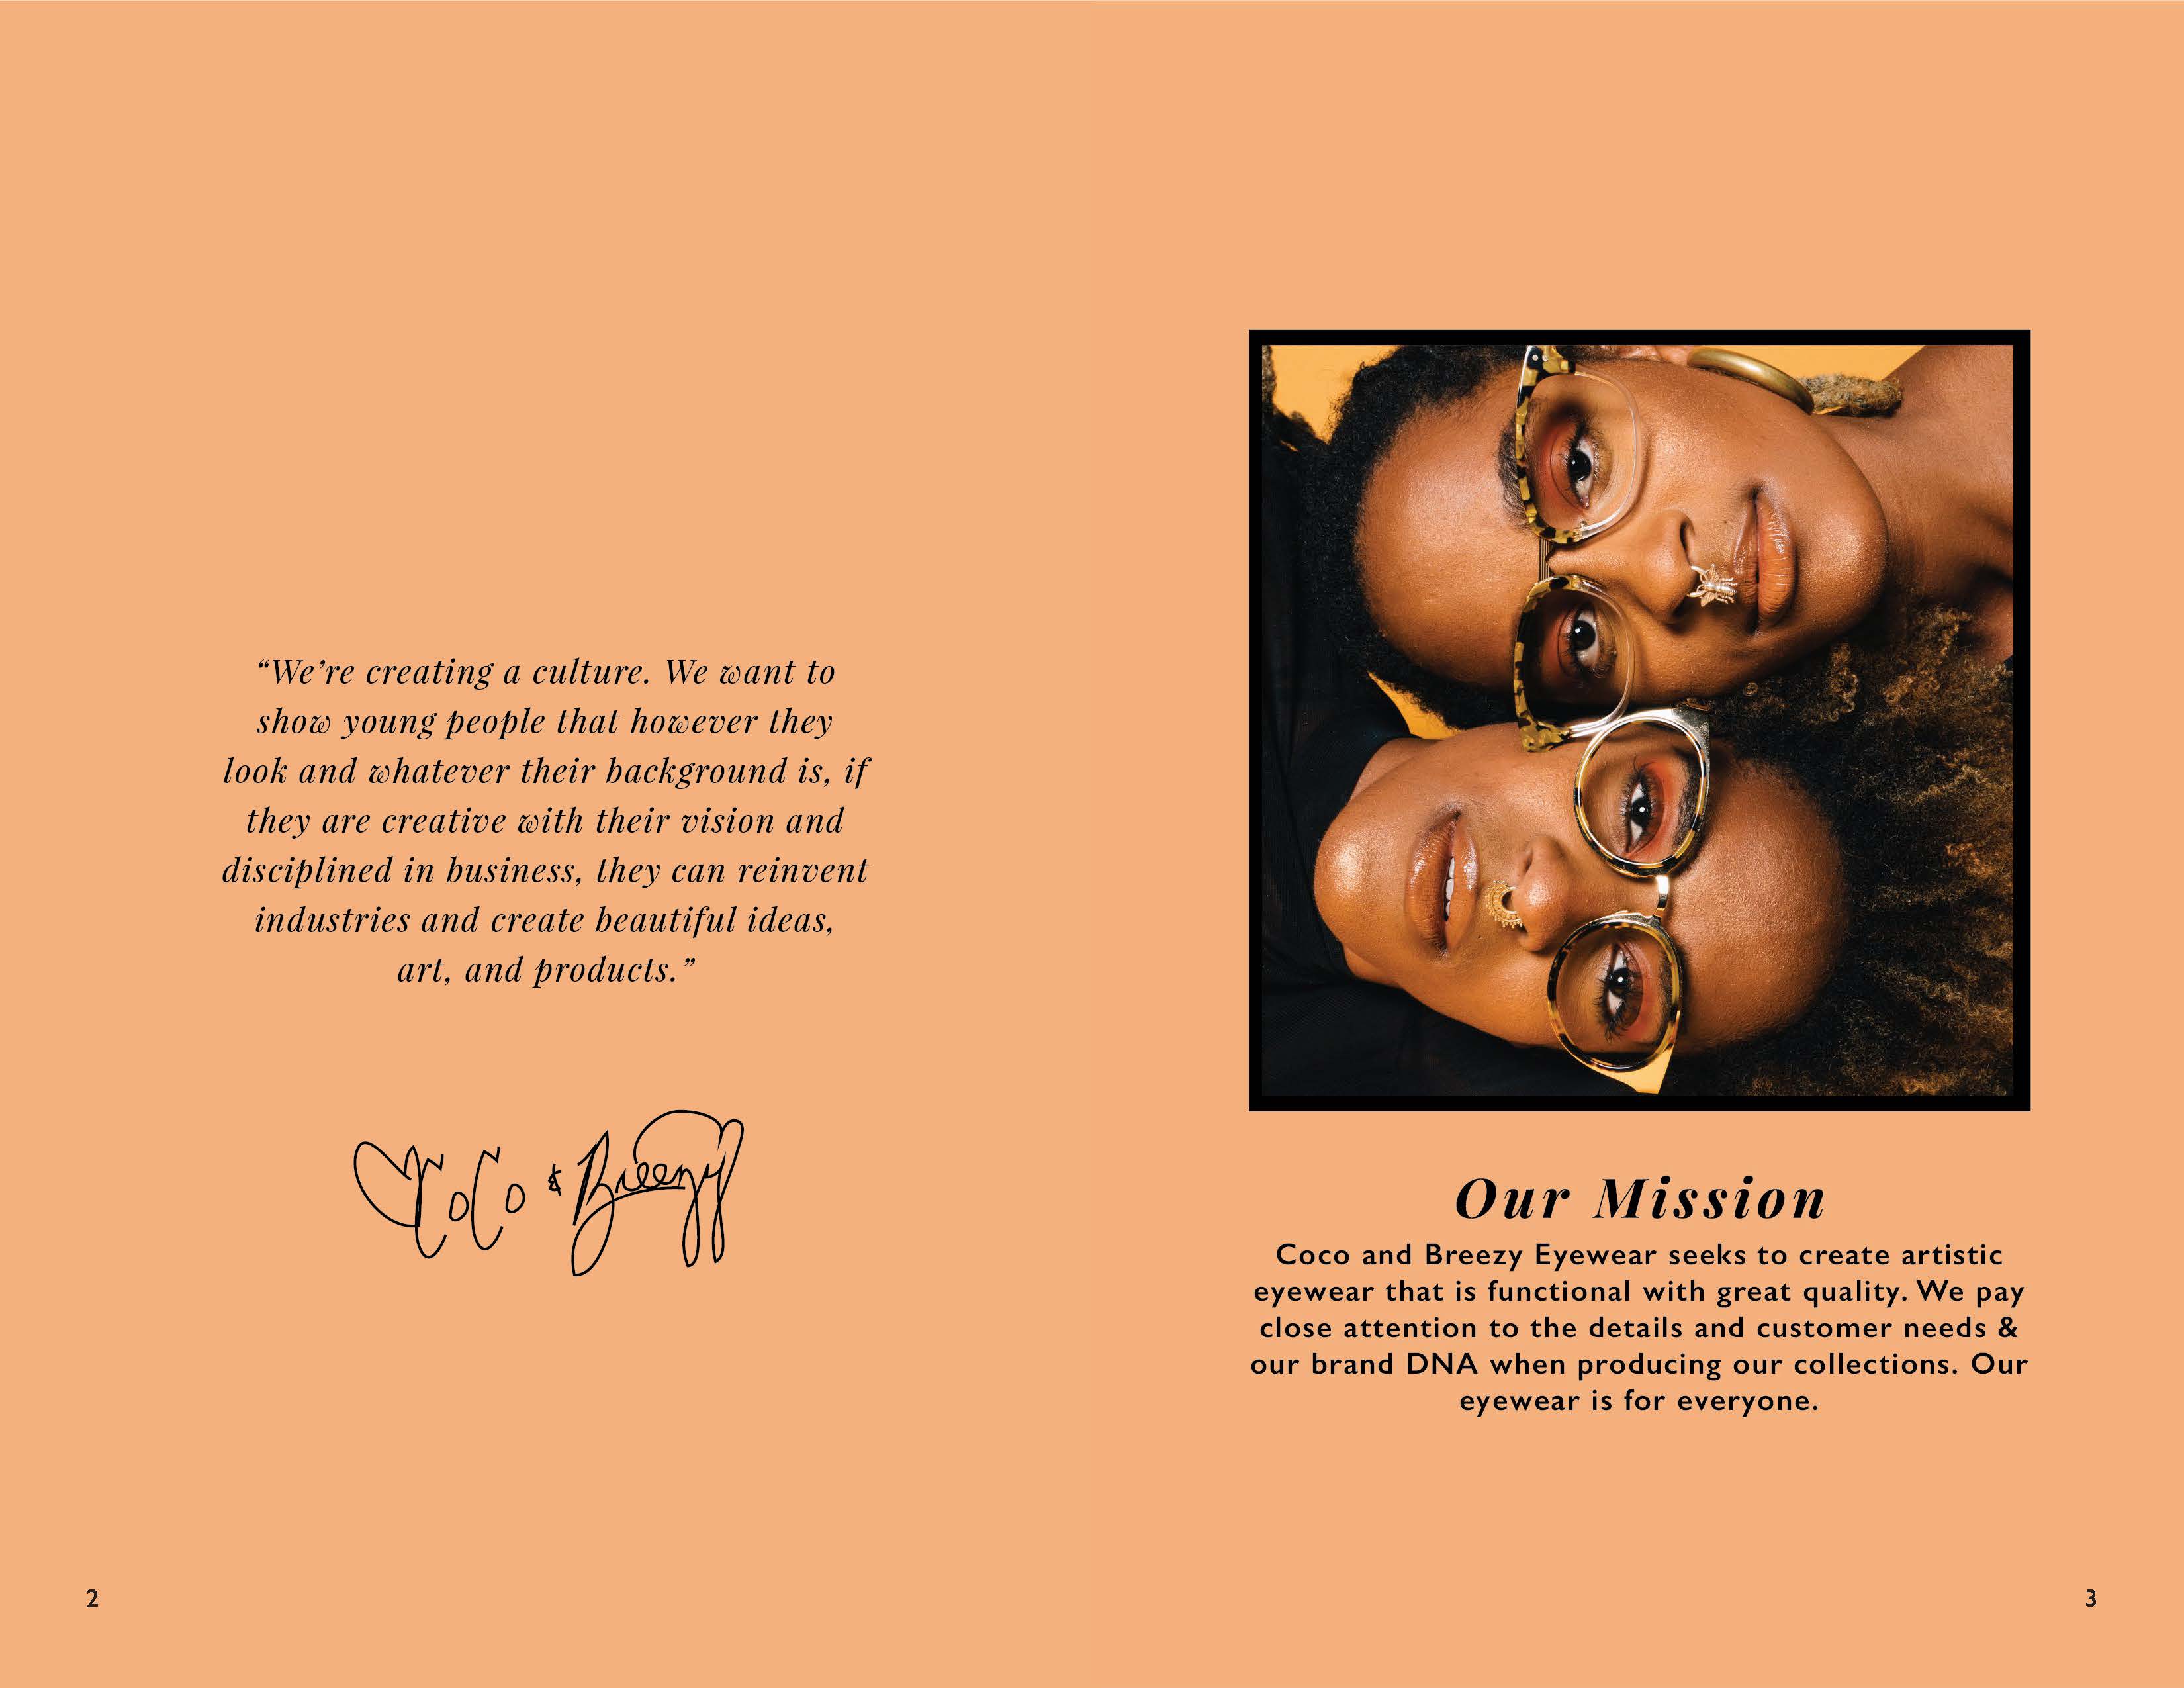 “We’re creating a culture. We want to
show young people that however they
look and whatever their background is, if
they are creative with their vision and
disciplined in business, they can reinvent
industries and create beautiful ideas,
art, and products.”
Coco & Breezy
2
Our Mission
Coco and Breezy Eyewear seeks to create artistic
eyewear that is functional with great quality. We pay
close attention to the details and customer needs &
our brand DNA when producing our collections. Our
eyewear is for everyone.
3